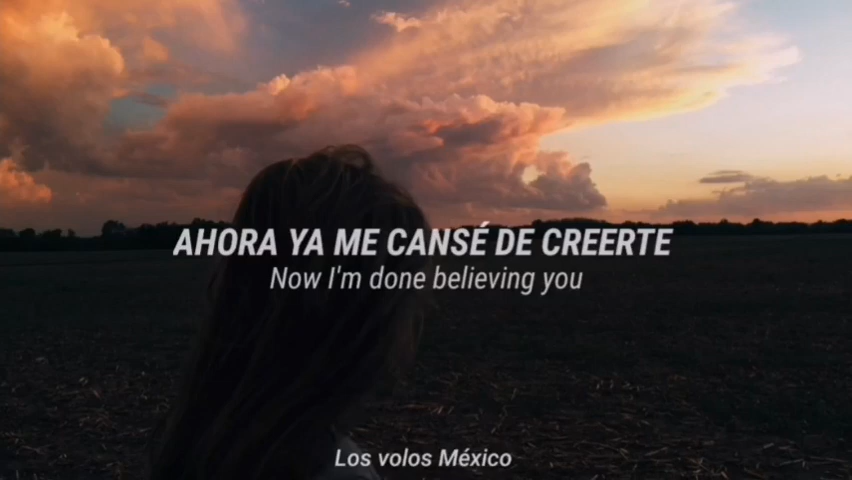 AHORA YA ME CANSÉ DE CREERTE
Now I'm done believing you
Los volos México